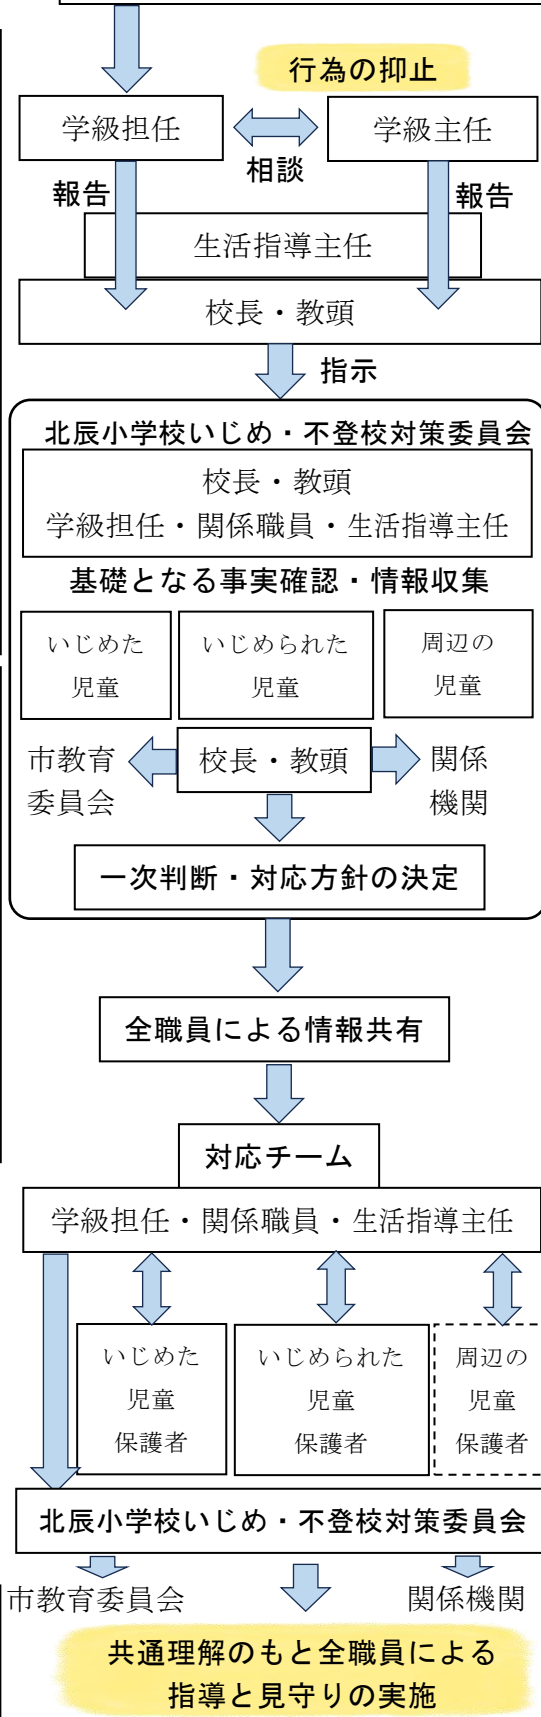 行為の抑止
学級担任
学級主任
相談
報告
報告
生活指導主任
校長・教頭
指示
北辰小学校いじめ・不登校対策委員会
校長・教頭
学級担任・関係職員・生活指導主任
基礎となる事実確認・情報収集
いじめた
児童
いじめられた
児童
周辺の
児童
市教育
委員会
校長・教頭
関係
機関
一次判断・対応方針の決定
全職員による情報共有
対応チーム
学級担任・関係職員・生活指導主任
いじめた
児童
保護者
いじめられた
児童
保護者
周辺の
児童
保護者
北辰小学校いじめ・不登校対策委員会
市教育委員会
関係機関
共通理解のもと全職員による
指導と見守りの実施